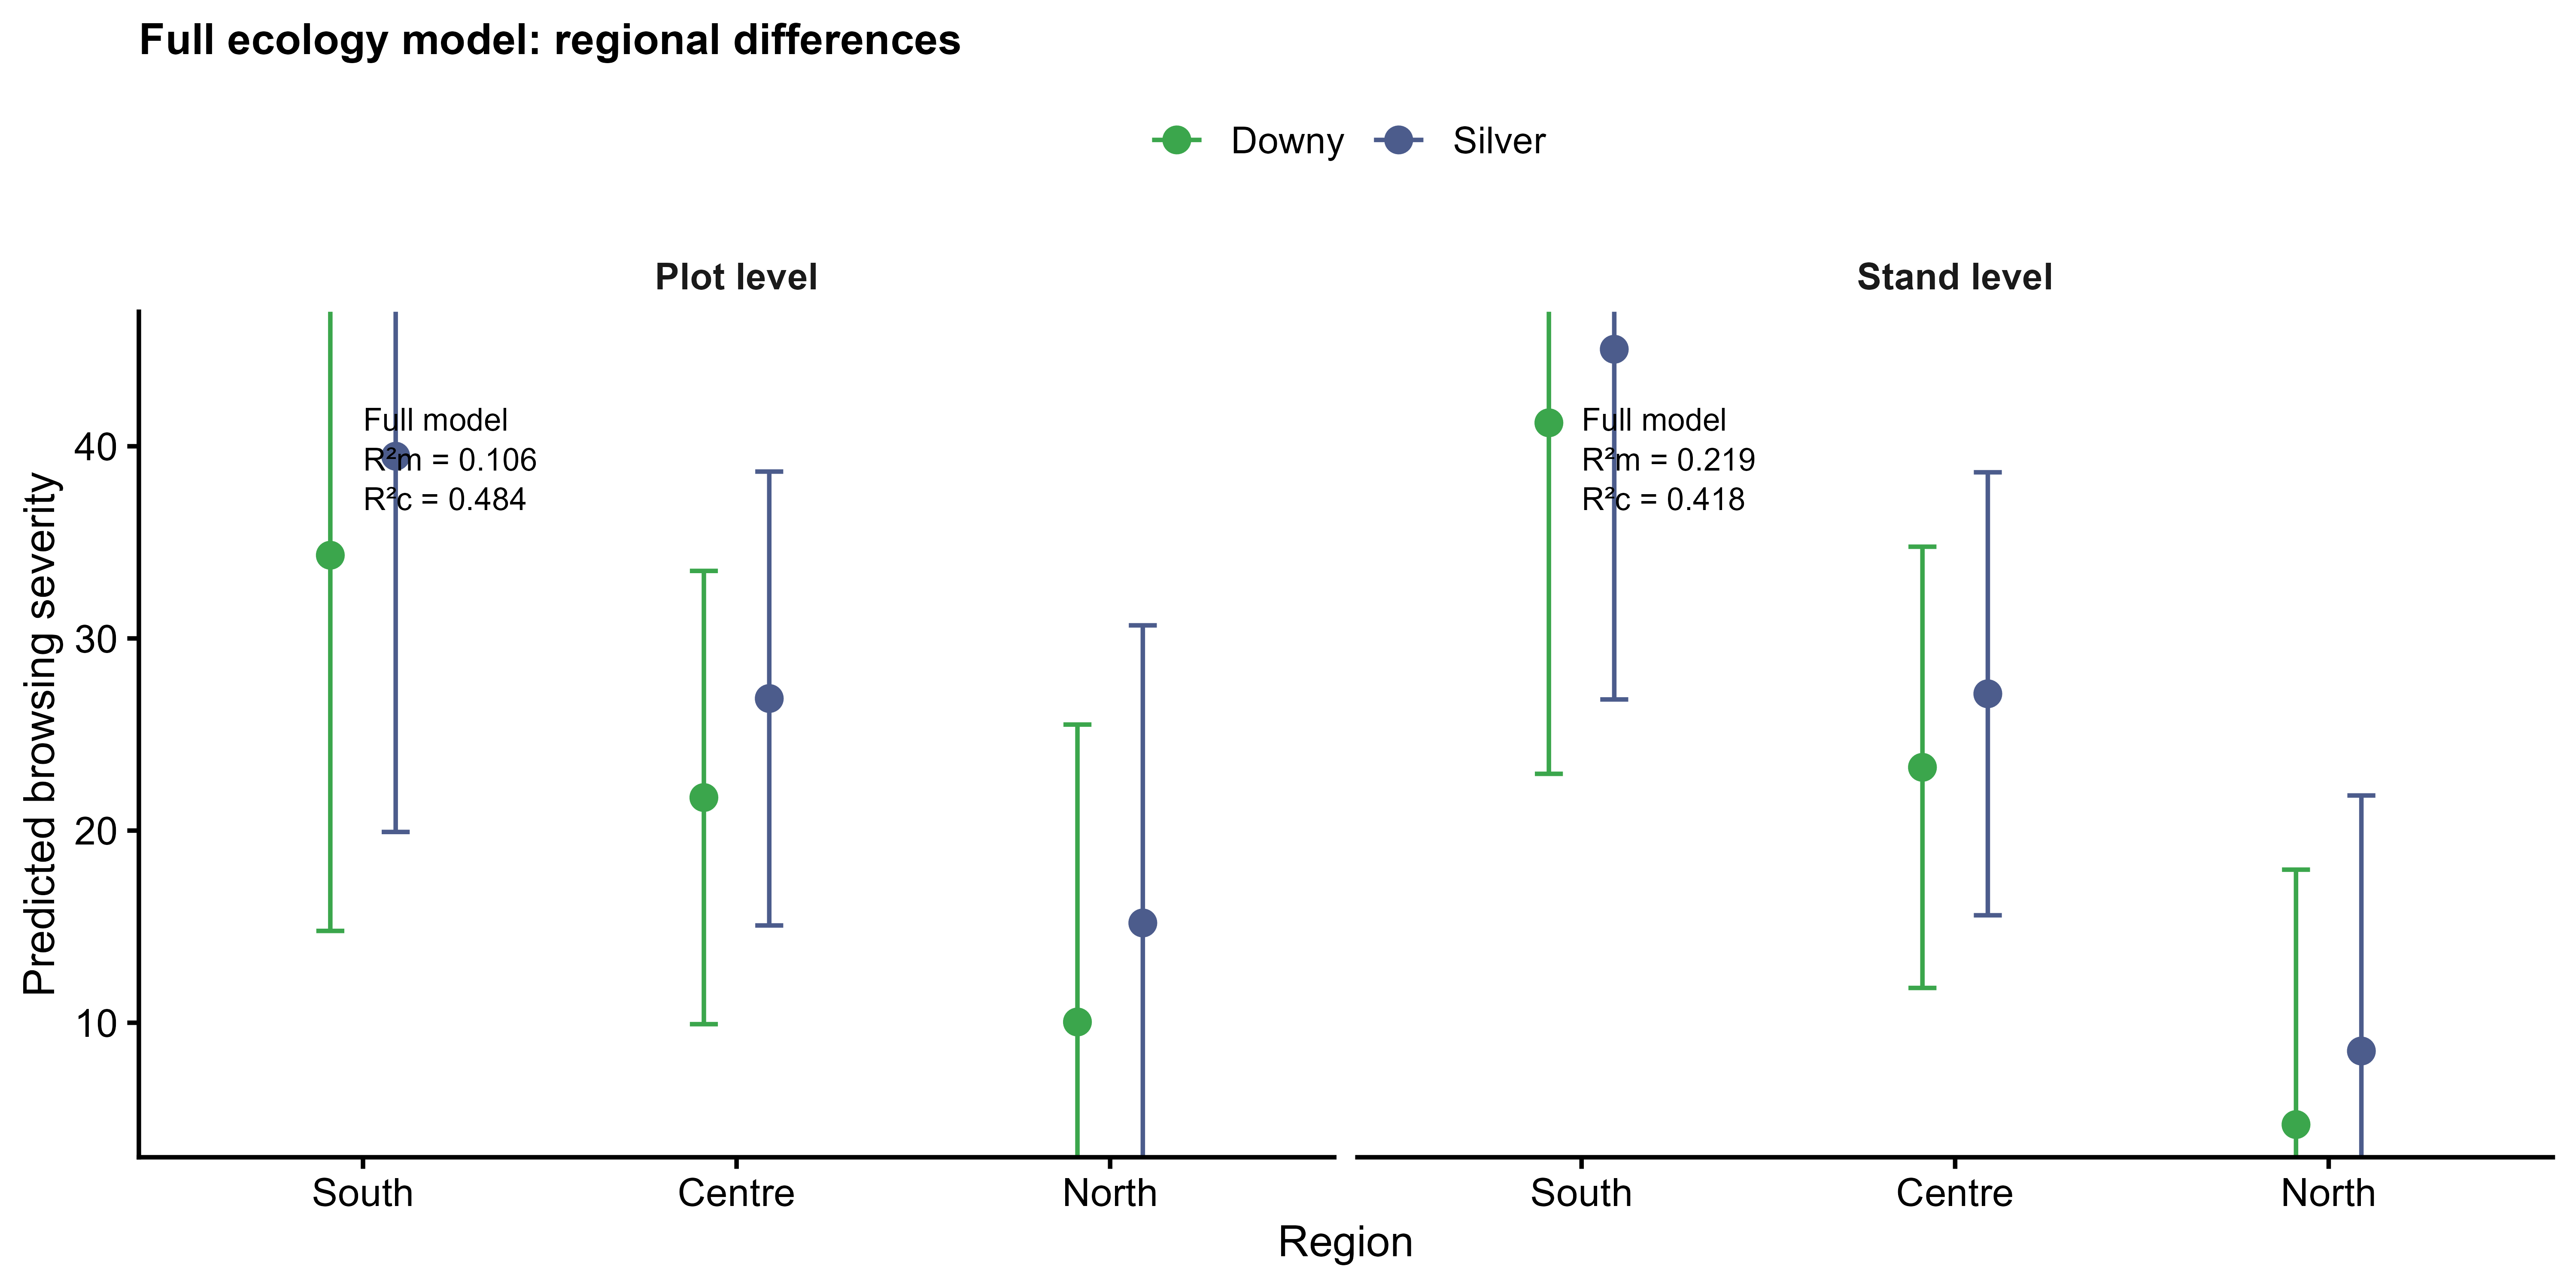 Full ecology model: regional differences
Downy Silver
Plot level
Stand level
Predicted browsing severity
40
30
20
10
Full model
R²m = 0.106
R²c = 0.484
Full model
R²m = 0.219
R²c = 0.418
South Centre North
South Centre North
Region